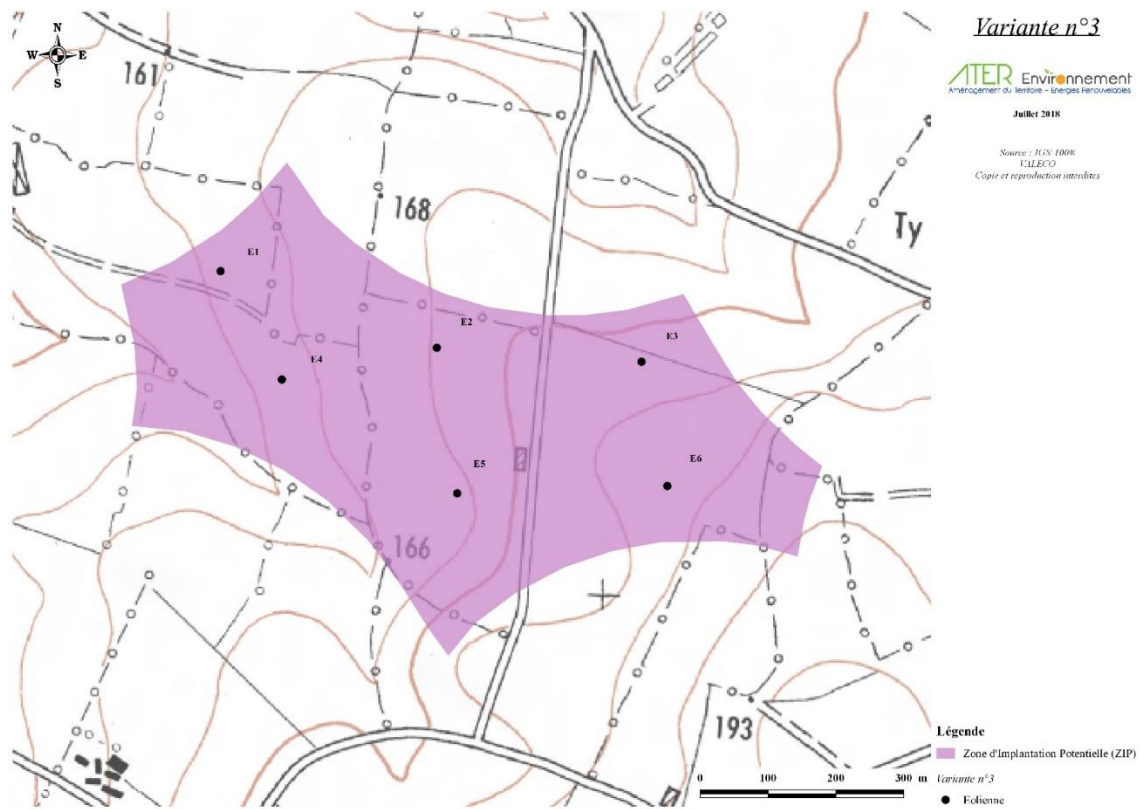 Variante n°3
ATER Environnement
Aménagement du Territoire - Energies Renouvelables
Juillet 2018
Source : IGN 100®
VALECO
Copie et reproduction interdites
N
W E
S
161
168
Ty
E1
E2
E3
E4
E5
E6
166
193
Légende
Zone d'Implantation Potentielle (ZIP)
Variante n°3
Eolienne
0 100 200 300 m